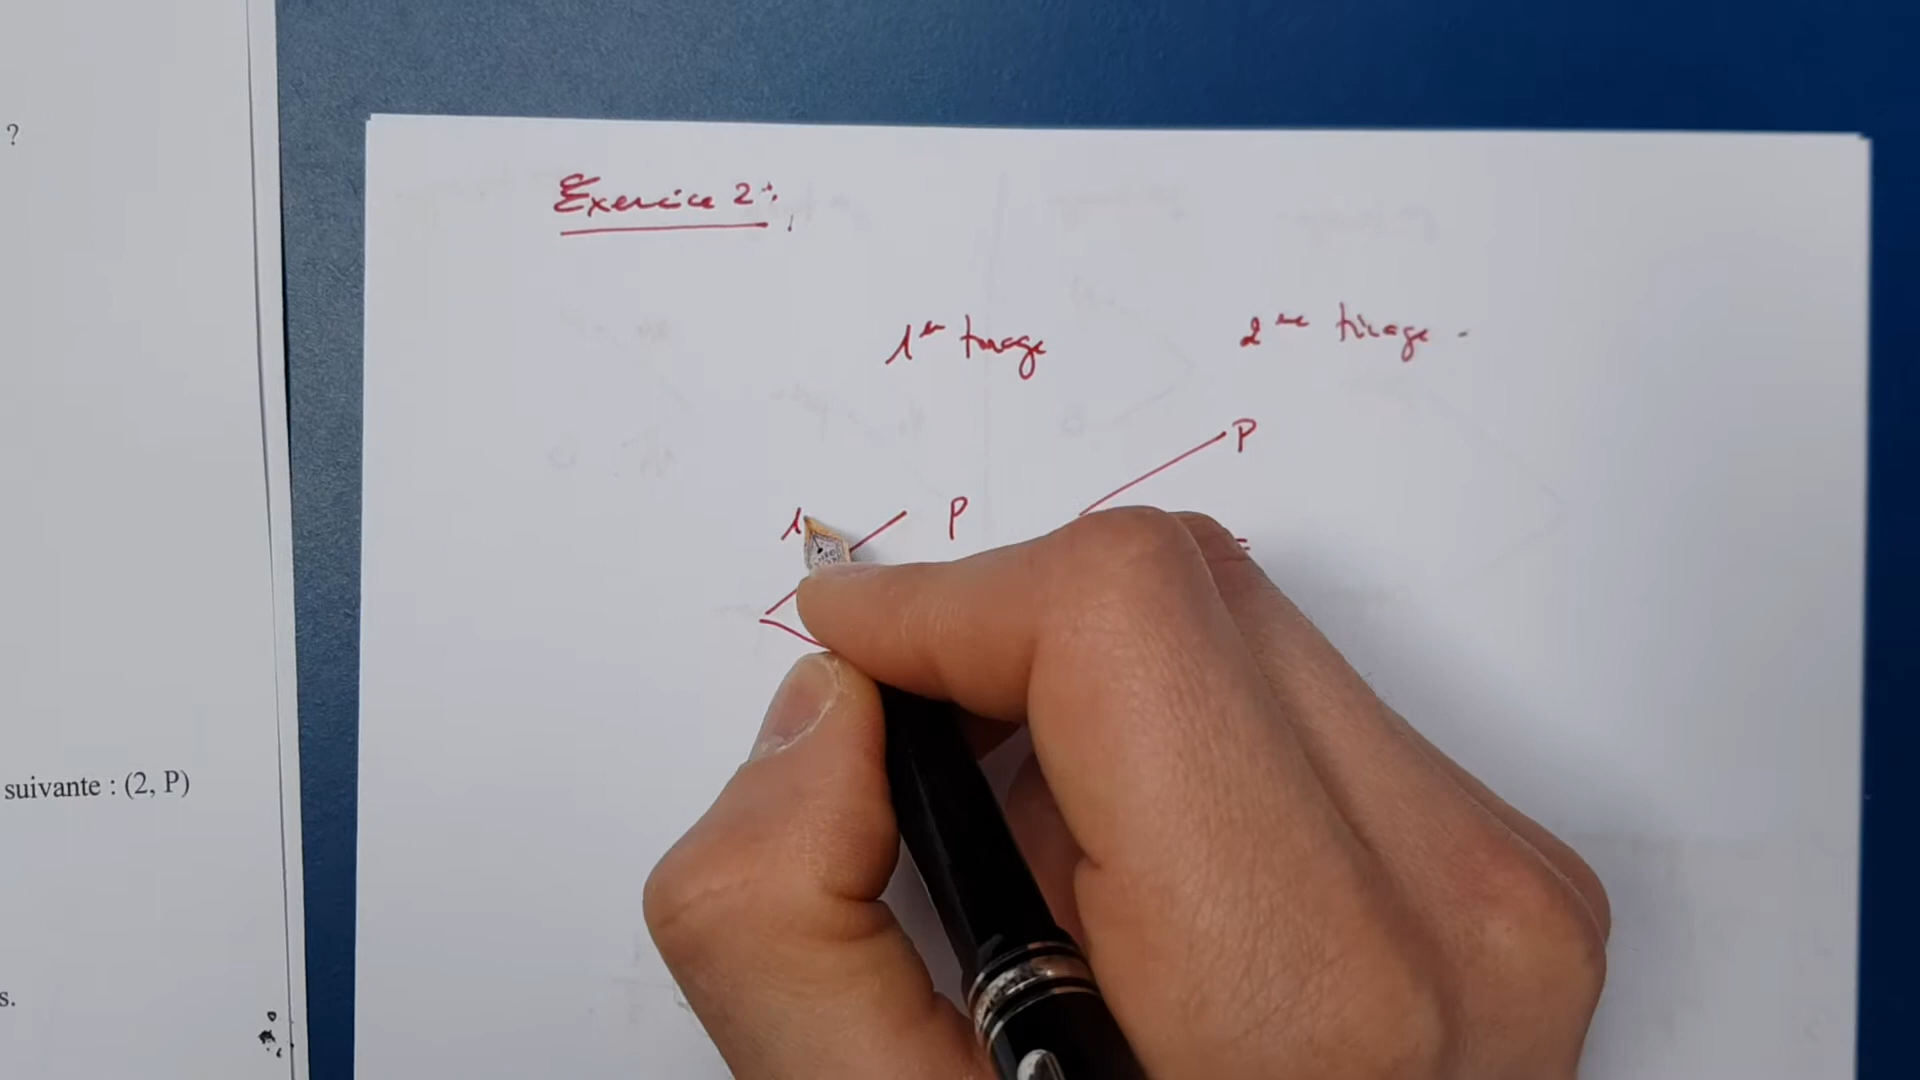 ?
suivante : (2, P)
s.
Exercice 2 :
1er tirage
2ème tirage
P
P
1